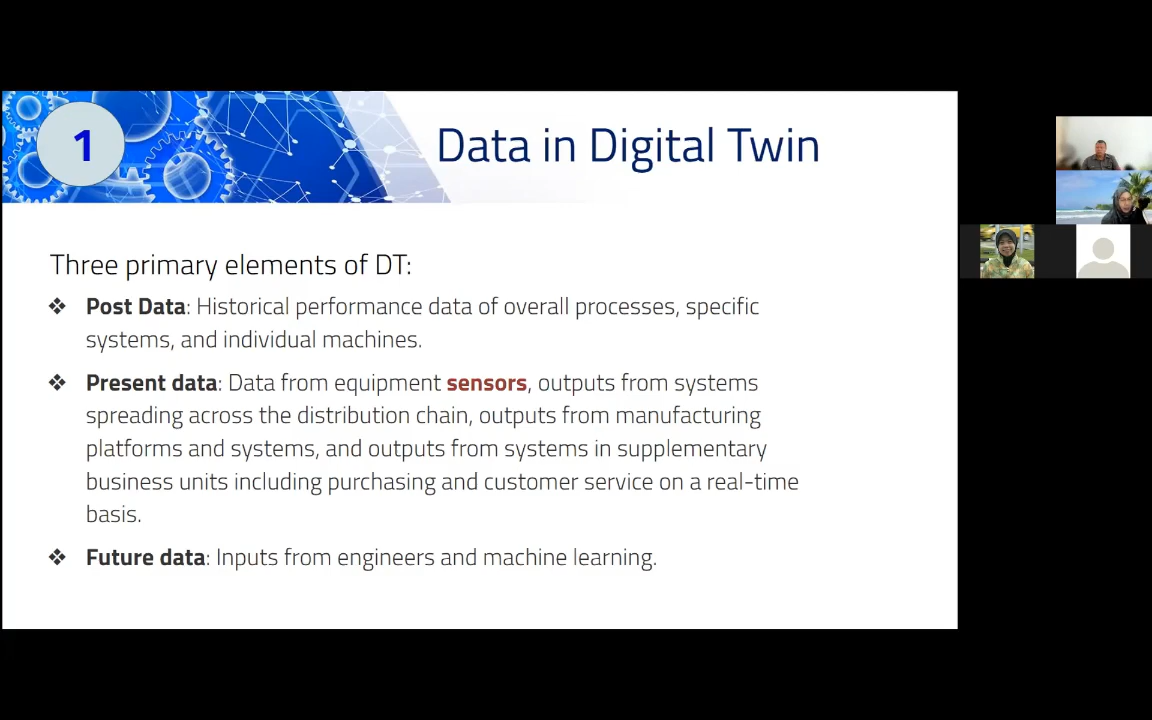 1
Data in Digital Twin
Three primary elements of DT:
❖ Post Data: Historical performance data of overall processes, specific
systems, and individual machines.
❖ Present data: Data from equipment sensors, outputs from systems
spreading across the distribution chain, outputs from manufacturing
platforms and systems, and outputs from systems in supplementary
business units including purchasing and customer service on a real-time
basis.
❖ Future data: Inputs from engineers and machine learning.